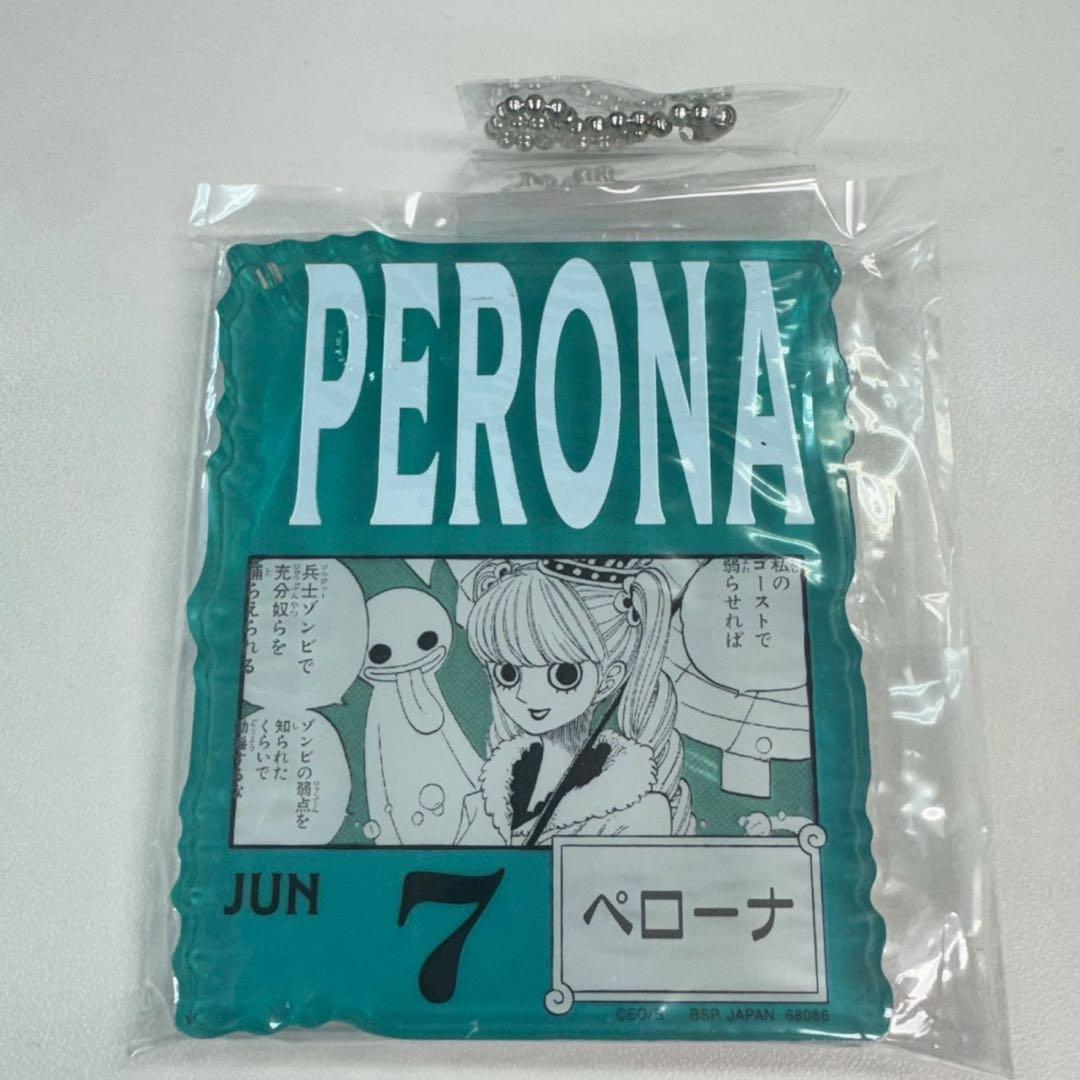 PERONA
私の
ゴーストで
弱らせれば
兵士ゾンビで
充分奴らを
捕らえられる
ゾンビの弱点を
知られた
くらいで
動揺するな
JUN 7
ペローナ
©EO/S BSP JAPAN 68086